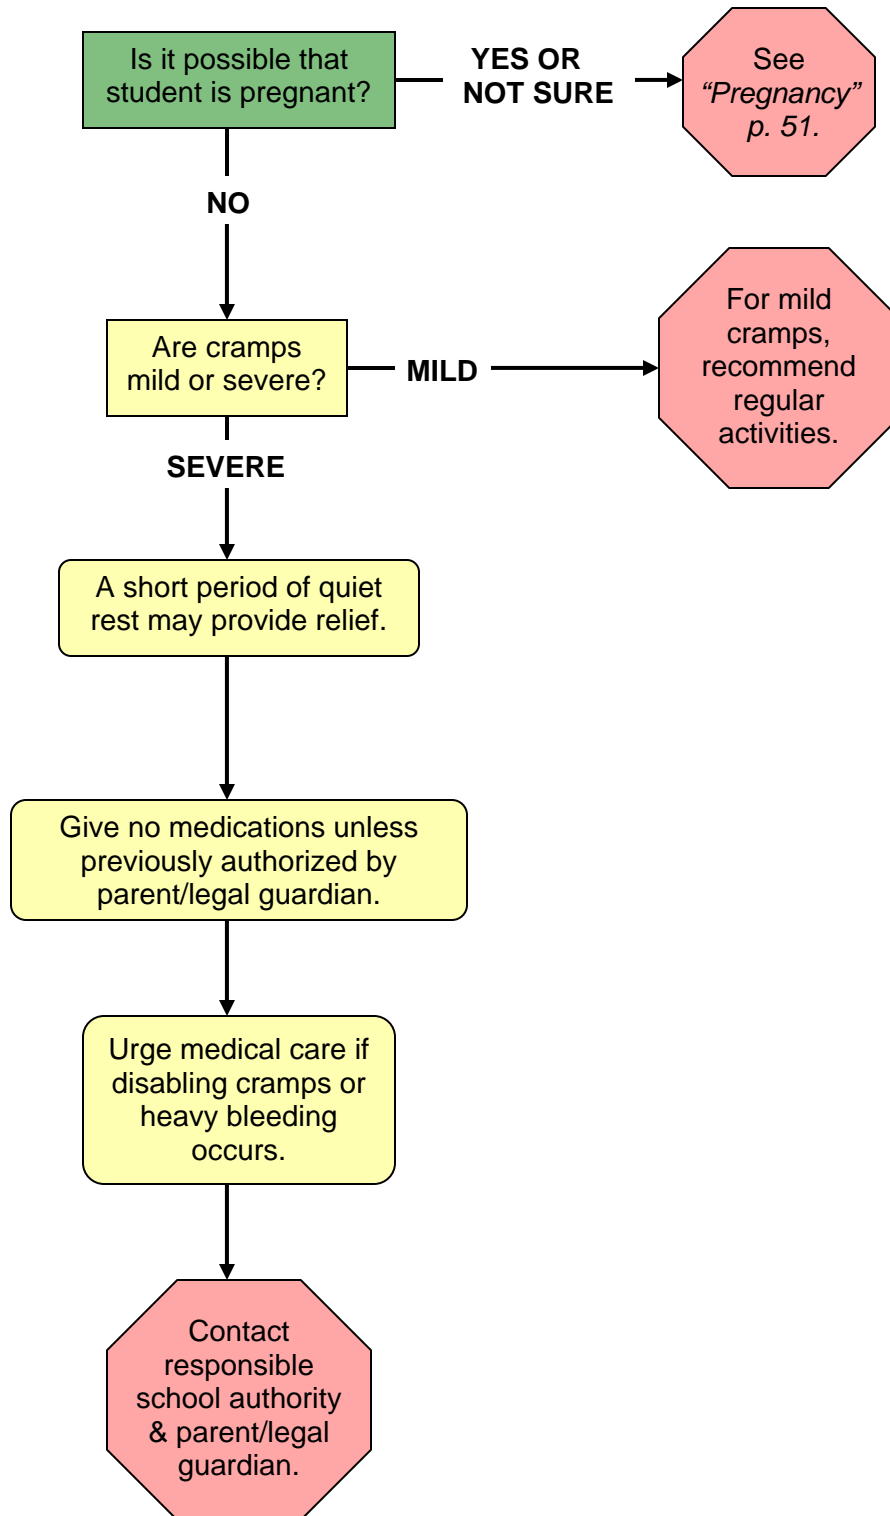 Is it possible that
student is pregnant?
YES OR
NOT SURE
See
“Pregnancy”
p. 51.
NO
Are cramps
mild or severe?
MILD
For mild
cramps,
recommend
regular
activities.
SEVERE
A short period of quiet
rest may provide relief.
Give no medications unless
previously authorized by
parent/legal guardian.
Urge medical care if
disabling cramps or
heavy bleeding
occurs.
Contact
responsible
school authority
& parent/legal
guardian.